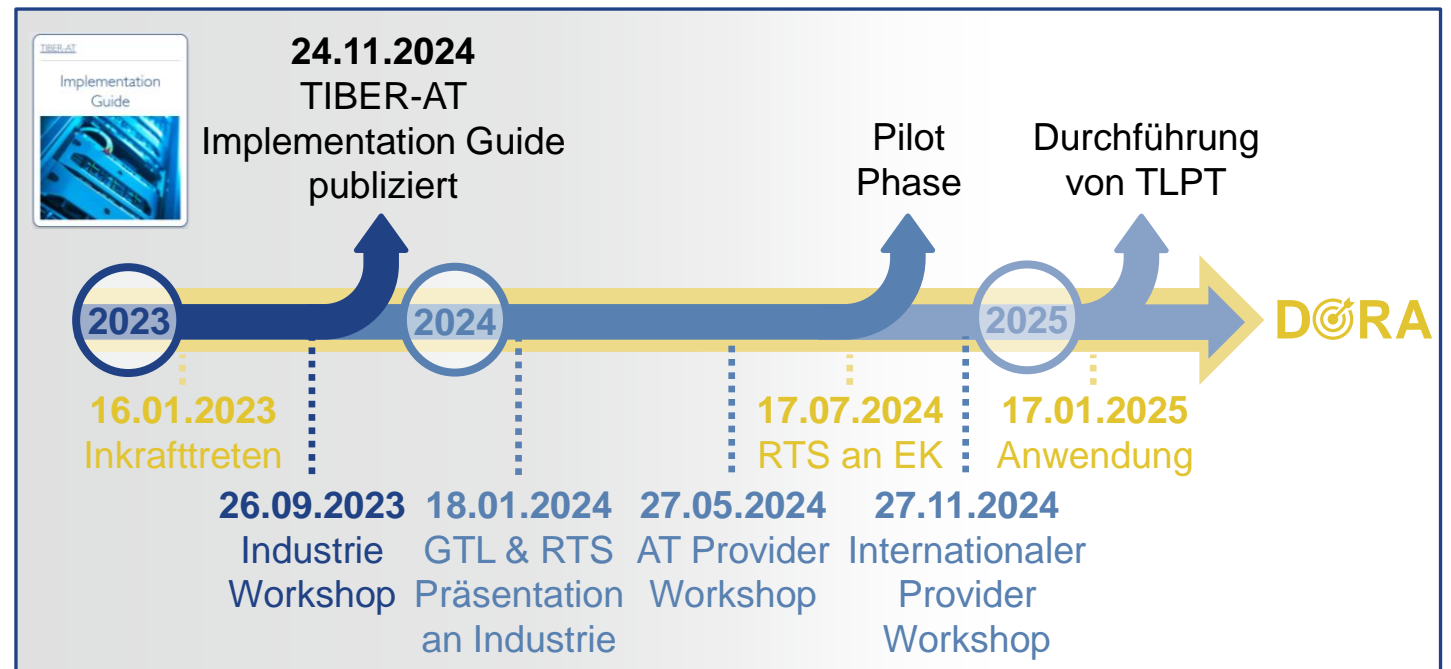 TIBER-AT
Implementation
Guide
24.11.2024
TIBER-AT
Implementation Guide
publiziert
Pilot
Phase
Durchführung
von TLPT
2023
2024
2025
DORA
16.01.2023
Inkrafttreten
17.07.2024
RTS an EK
17.01.2025
Anwendung
26.09.2023
Industrie
Workshop
18.01.2024
GTL & RTS
Präsentation
an Industrie
27.05.2024
AT Provider
Workshop
27.11.2024
Internationaler
Provider
Workshop